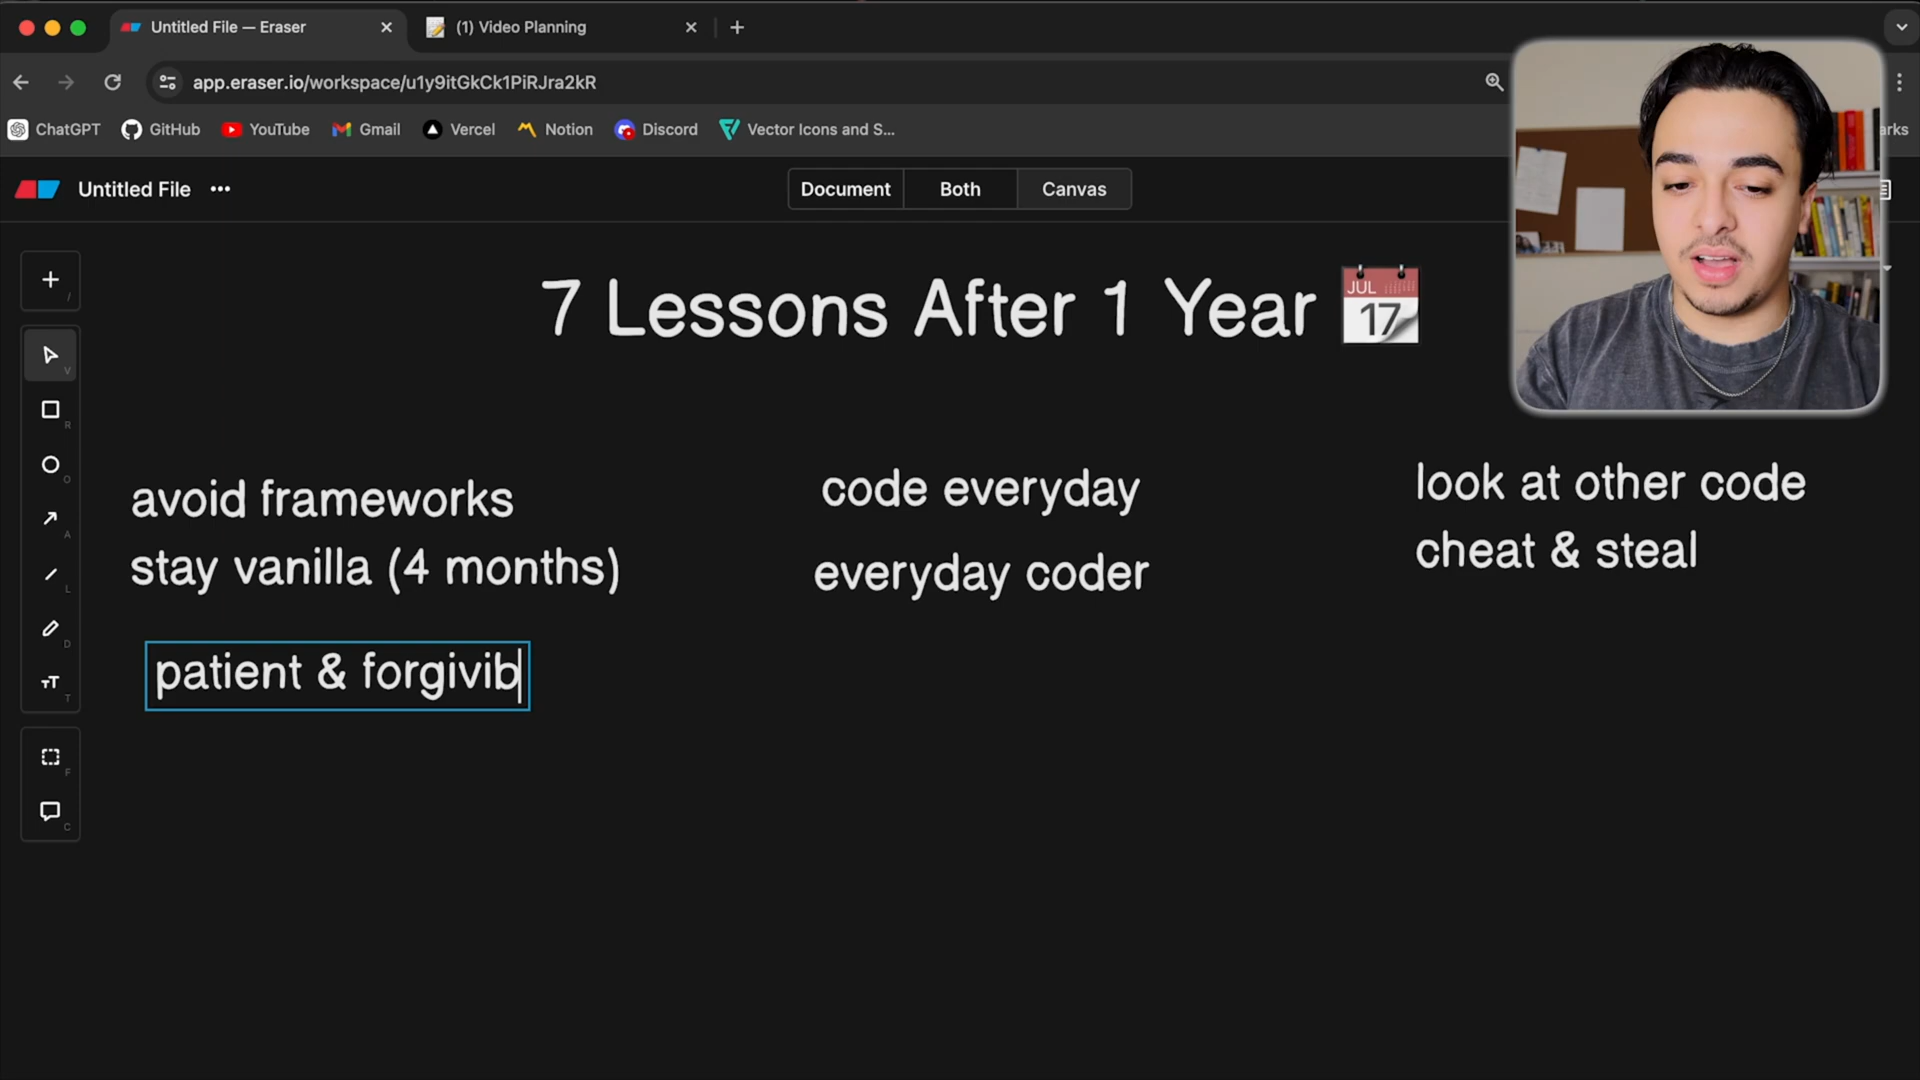 Untitled File — Eraser
(1) Video Planning
app.eraser.io/workspace/u1y9itGkCk1PiRJra2kR
ChatGPT
GitHub
YouTube
Gmail
Vercel
Notion
Discord
Vector Icons and S...
arks
Untitled File
Document
Both
Canvas
7 Lessons After 1 Year
JUL
17
avoid frameworks
stay vanilla (4 months)
patient & forgivib
code everyday
everyday coder
look at other code
cheat & steal
/
V
R
O
A
L
D
T
T
F
C